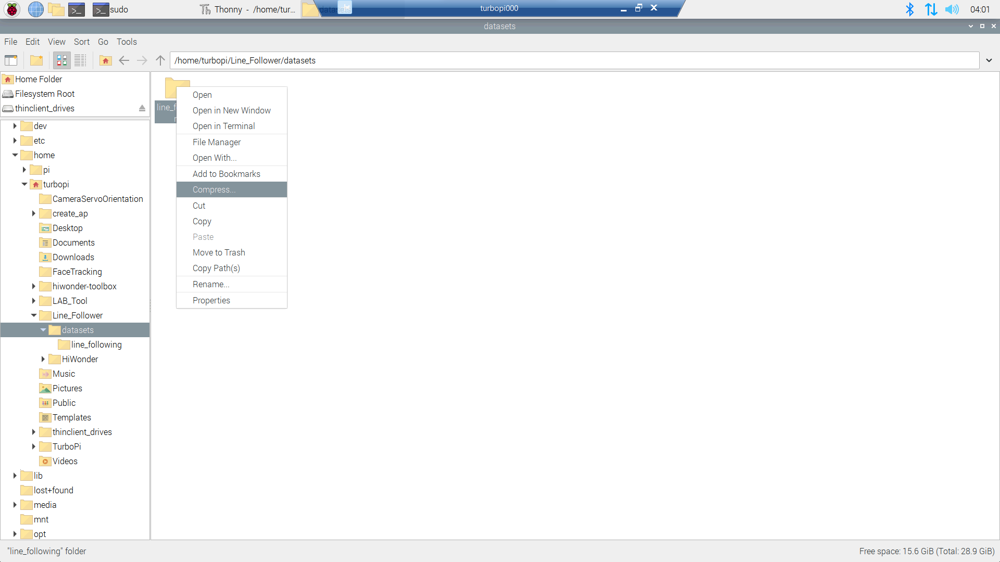 sudo
Thonny - /home/tur...
turbopi000
04:01
datasets
File Edit View Sort Go Tools
/home/turbopi/Line_Follower/datasets
Home Folder
Filesystem Root
thinclient_drives
dev
etc
home
pi
turbopi
CameraServoOrientation
create_ap
Desktop
Documents
Downloads
FaceTracking
hiwonder-toolbox
LAB_Tool
Line_Follower
datasets
line_following
HiWonder
Music
Pictures
Public
Templates
thinclient_drives
TurboPi
Videos
lib
lost+found
media
mnt
opt
Open
Open in New Window
Open in Terminal
File Manager
Open With...
Add to Bookmarks
Compress...
Cut
Copy
Paste
Move to Trash
Copy Path(s)
Rename...
Properties
"line_following" folder
Free space: 15.6 GiB (Total: 28.9 GiB)